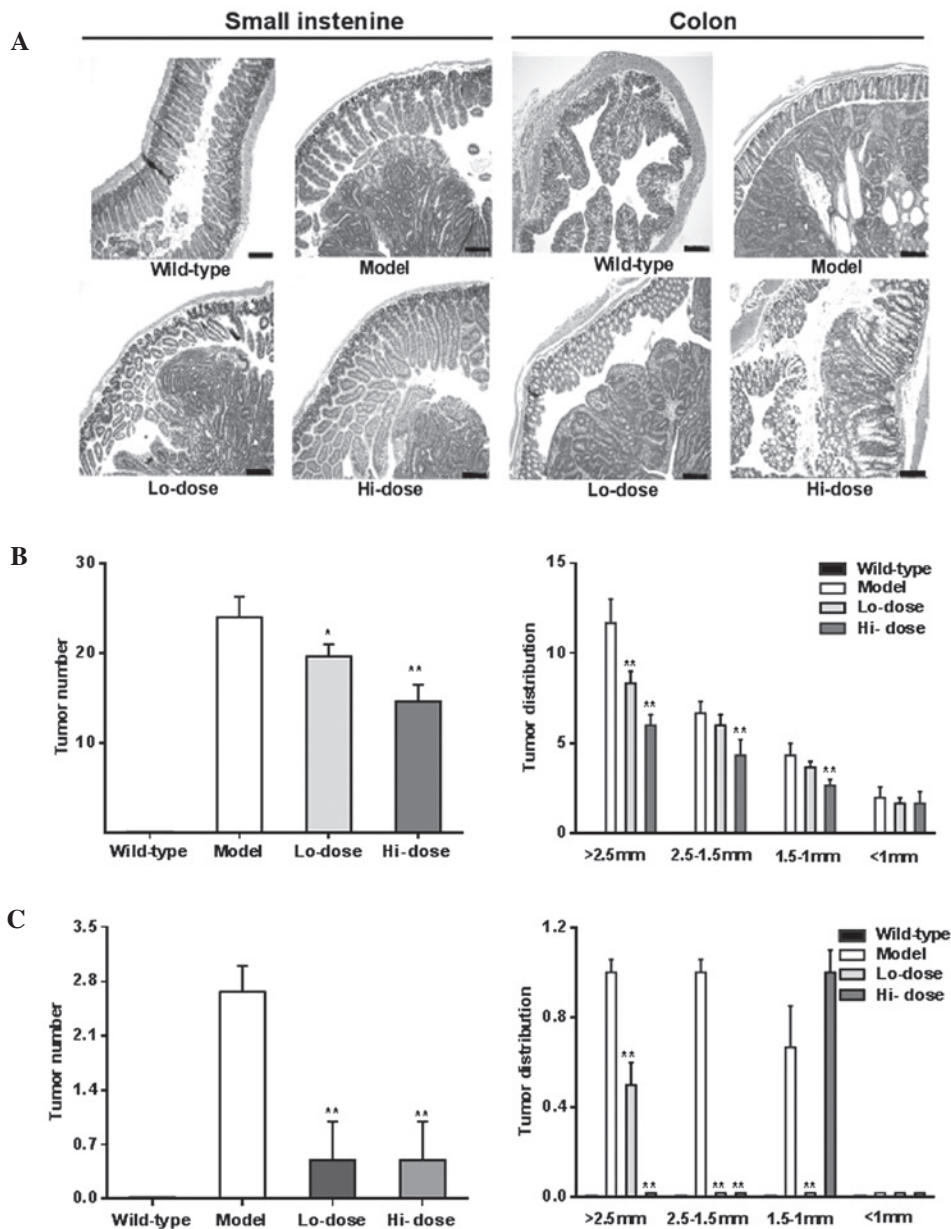 Small instenine
Colon
A
Wild-type
Model
Wild-type
Model
Lo-dose
Hi-dose
Lo-dose
Hi-dose
B
30
20
10
Tumor number
*
**
Wild-type
Model
Lo-dose
Hi- dose
15
10
5
0
Tumor distribution
Wild-type
Model
Lo-dose
Hi- dose
**
**
**
**
>2.5mm
2.5-1.5mm
1.5-1mm
<1mm
C
3.5
2.8
2.1
1.4
0.7
0.0
Tumor number
**
**
Wild-type
Model
Lo-dose
Hi-dose
1.2
0.8
0.4
0.0
Tumor distribution
Wild-type
Model
Lo-dose
Hi- dose
**
**
** **
**
>2.5mm
2.5-1.5mm
1.5-1mm
<1mm